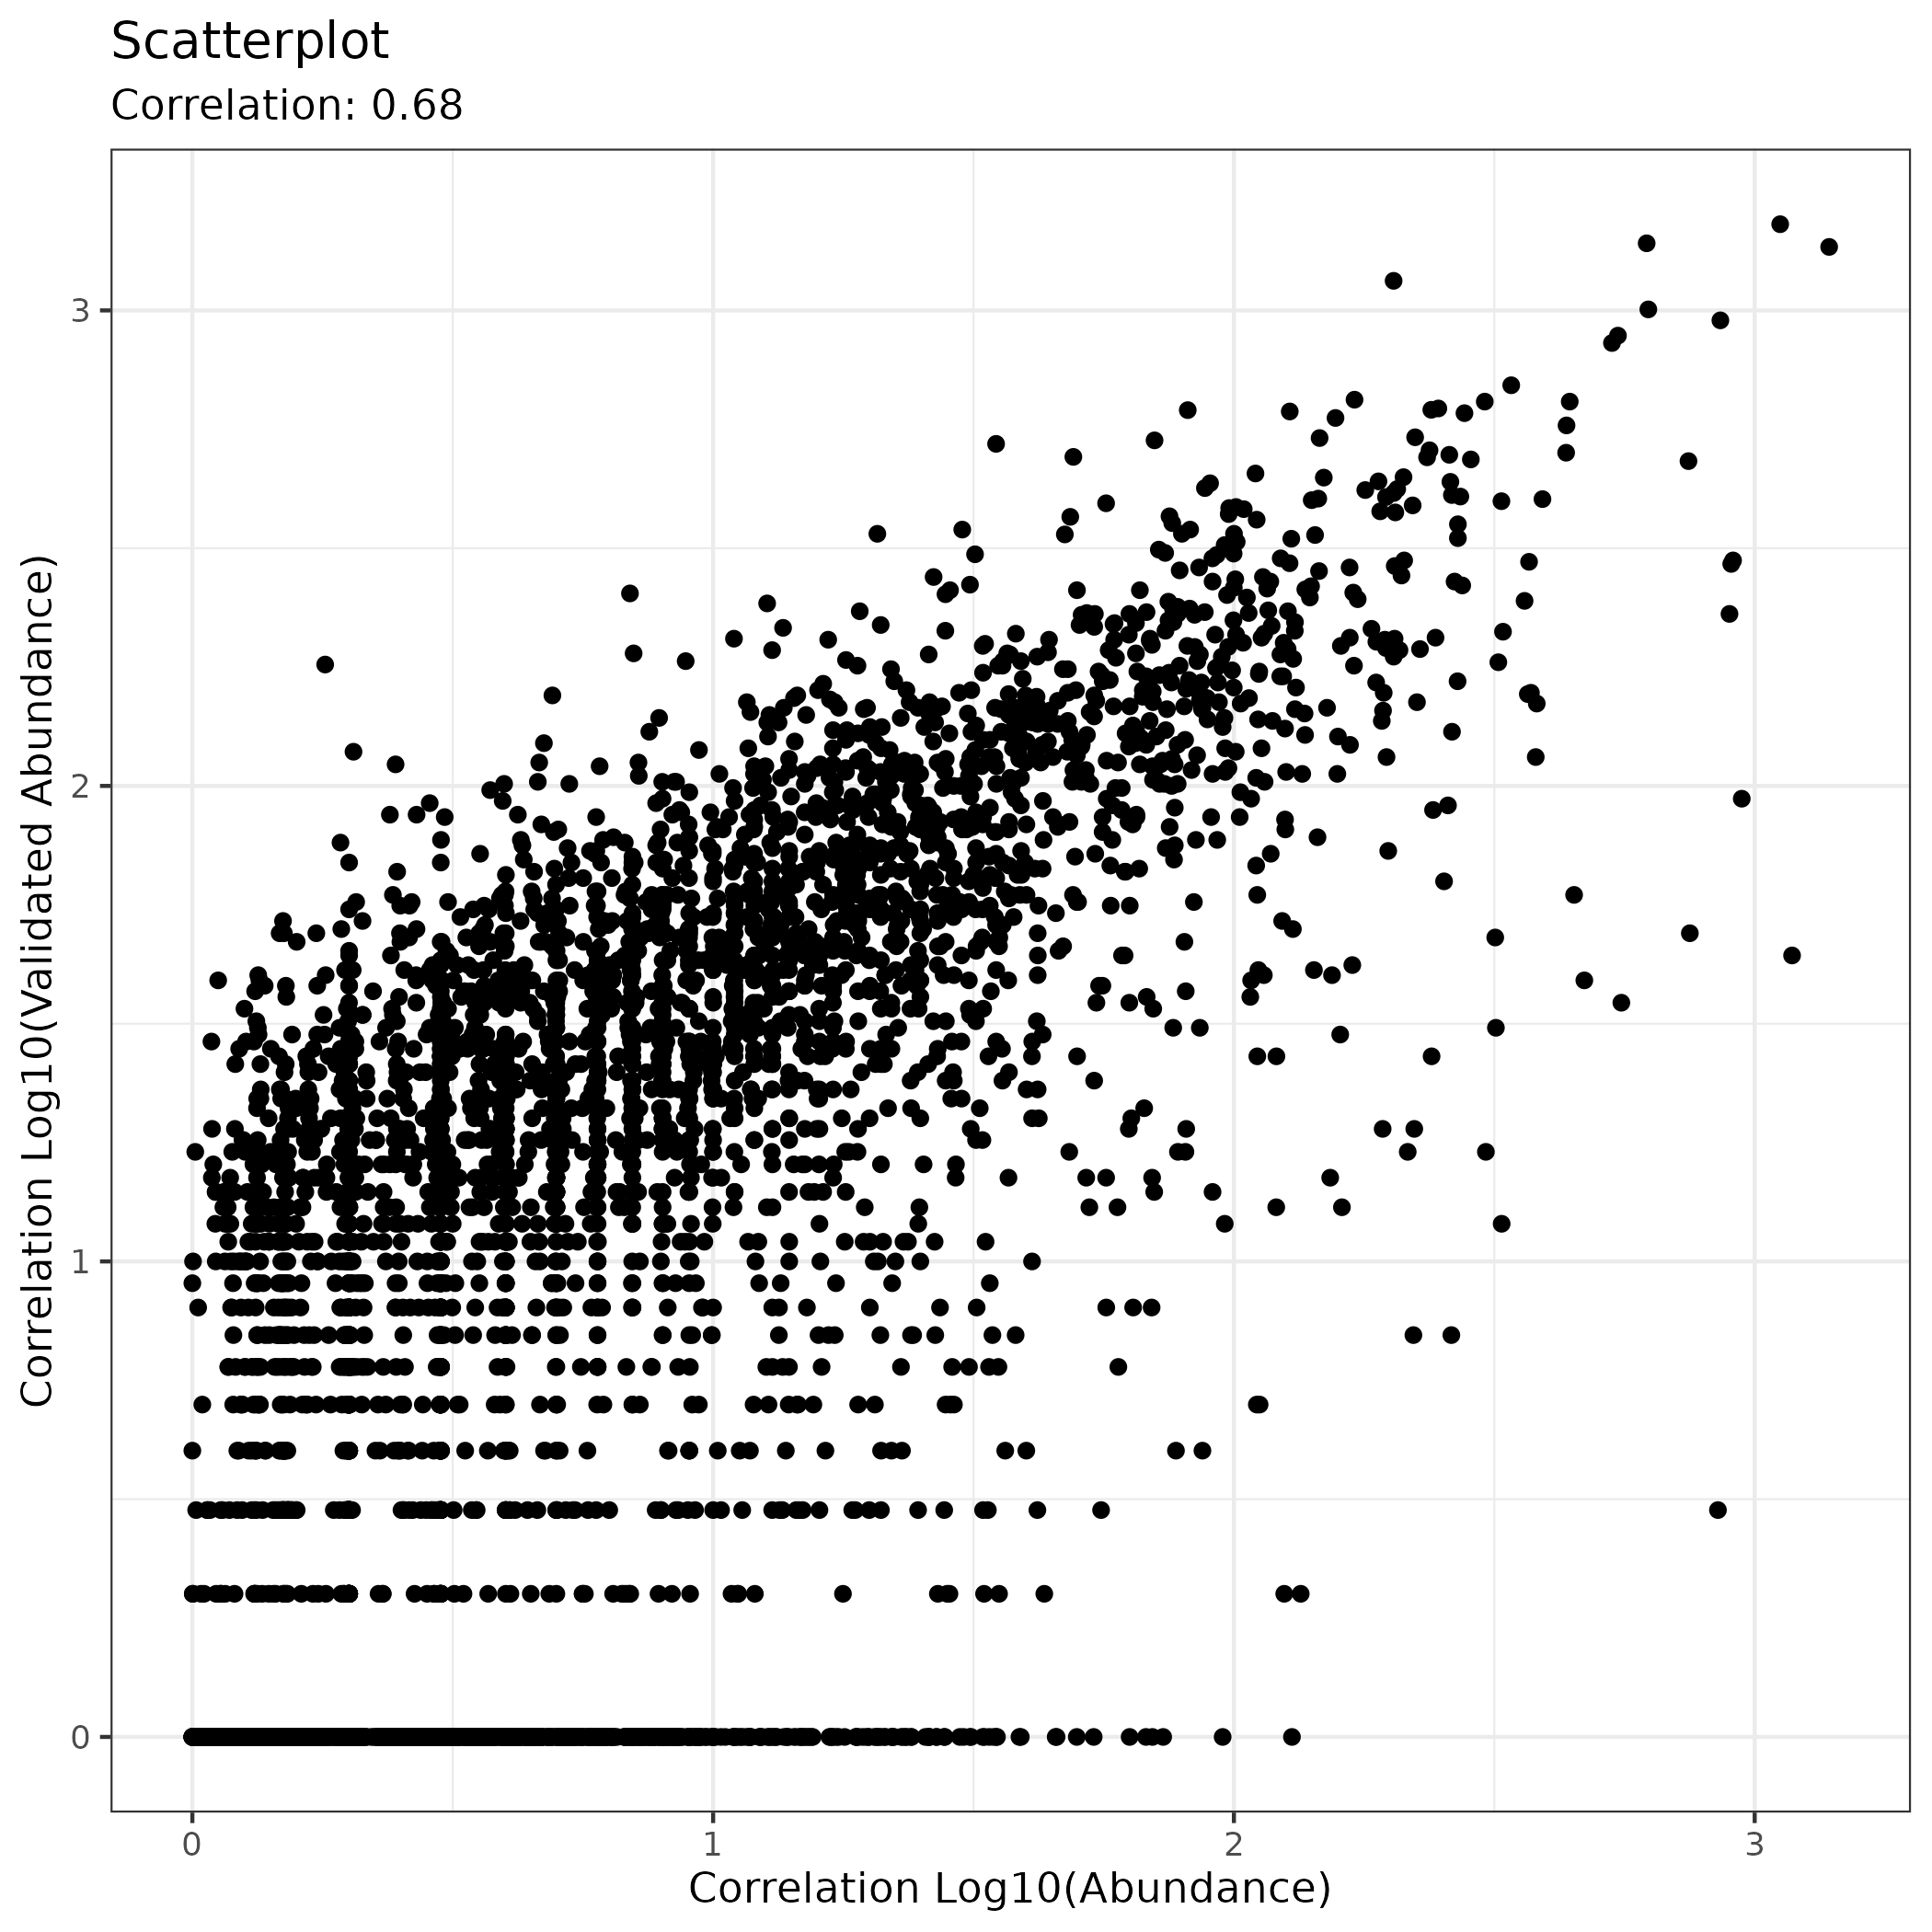 Scatterplot
Correlation: 0.68
Correlation Log10(Validated Abundance)
3
2
1
0
0 1 2 3
Correlation Log10(Abundance)